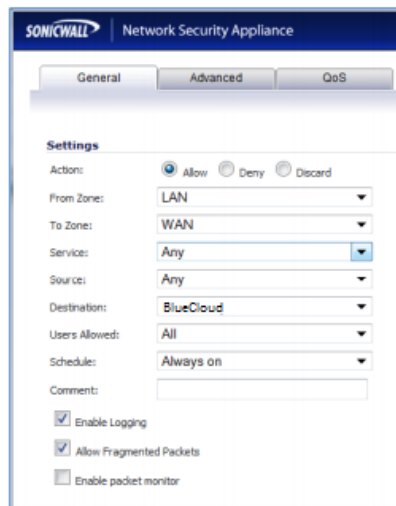 SONICWALL Network Security Appliance
General Advanced QoS
Settings
Action: Allow Deny Discard
From Zone: LAN
To Zone: WAN
Service: Any
Source: Any
Destination: BlueCloud
Users Allowed: All
Schedule: Always on
Comment:
Enable Logging
Allow Fragmented Packets
Enable packet monitor